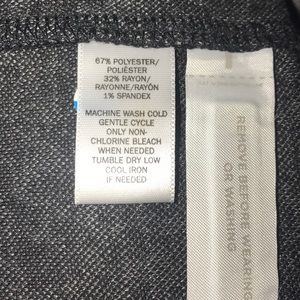 67% POLYESTER/
POLIÉSTER
32% RAYON/
RAYONNE/RAYÓN
1% SPANDEX
MACHINE WASH COLD
GENTLE CYCLE
ONLY NON-
CHLORINE BLEACH
WHEN NEEDED
TUMBLE DRY LOW
COOL IRON
IF NEEDED
REMOVE BEFORE WEARING
OR WASHING